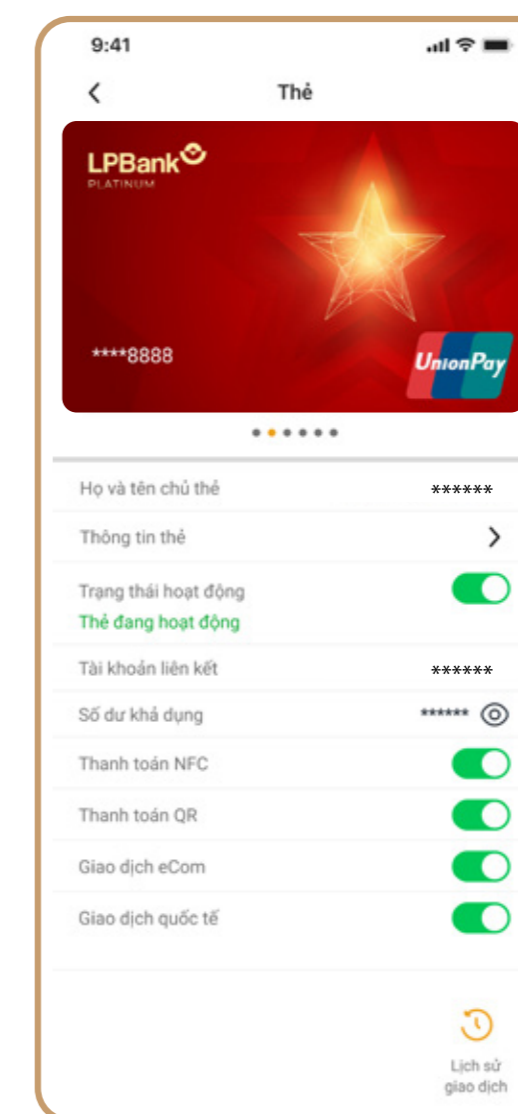 9:41
Thẻ
LPBank
PLATINUM
****8888
UnionPay
Họ và tên chủ thẻ ******
Thông tin thẻ
Trạng thái hoạt động
Thẻ đang hoạt động
Tài khoản liên kết ******
Số dư khả dụng ******
Thanh toán NFC
Thanh toán QR
Giao dịch eCom
Giao dịch quốc tế
Lịch sử
giao dịch